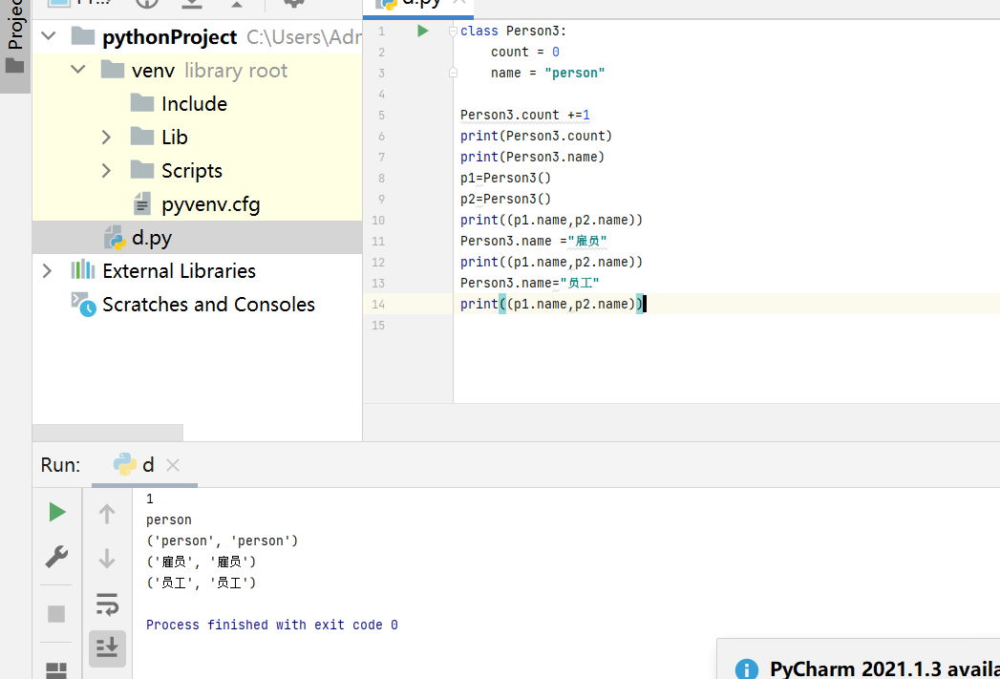 Projec
pythonProject C:\Users\Adr
venv library root
Include
Lib
Scripts
pyvenv.cfg
d.py
External Libraries
Scratches and Consoles
d.py
1 class Person3:
2 count = 0
3 name = "person"
4
5 Person3.count +=1
6 print(Person3.count)
7 print(Person3.name)
8 p1=Person3()
9 p2=Person3()
10 print((p1.name,p2.name))
11 Person3.name ="雇员"
12 print((p1.name,p2.name))
13 Person3.name="员工"
14 print((p1.name,p2.name))
15
Run: d
1
person
('person', 'person')
('雇员', '雇员')
('员工', '员工')
Process finished with exit code 0
PyCharm 2021.1.3 availa